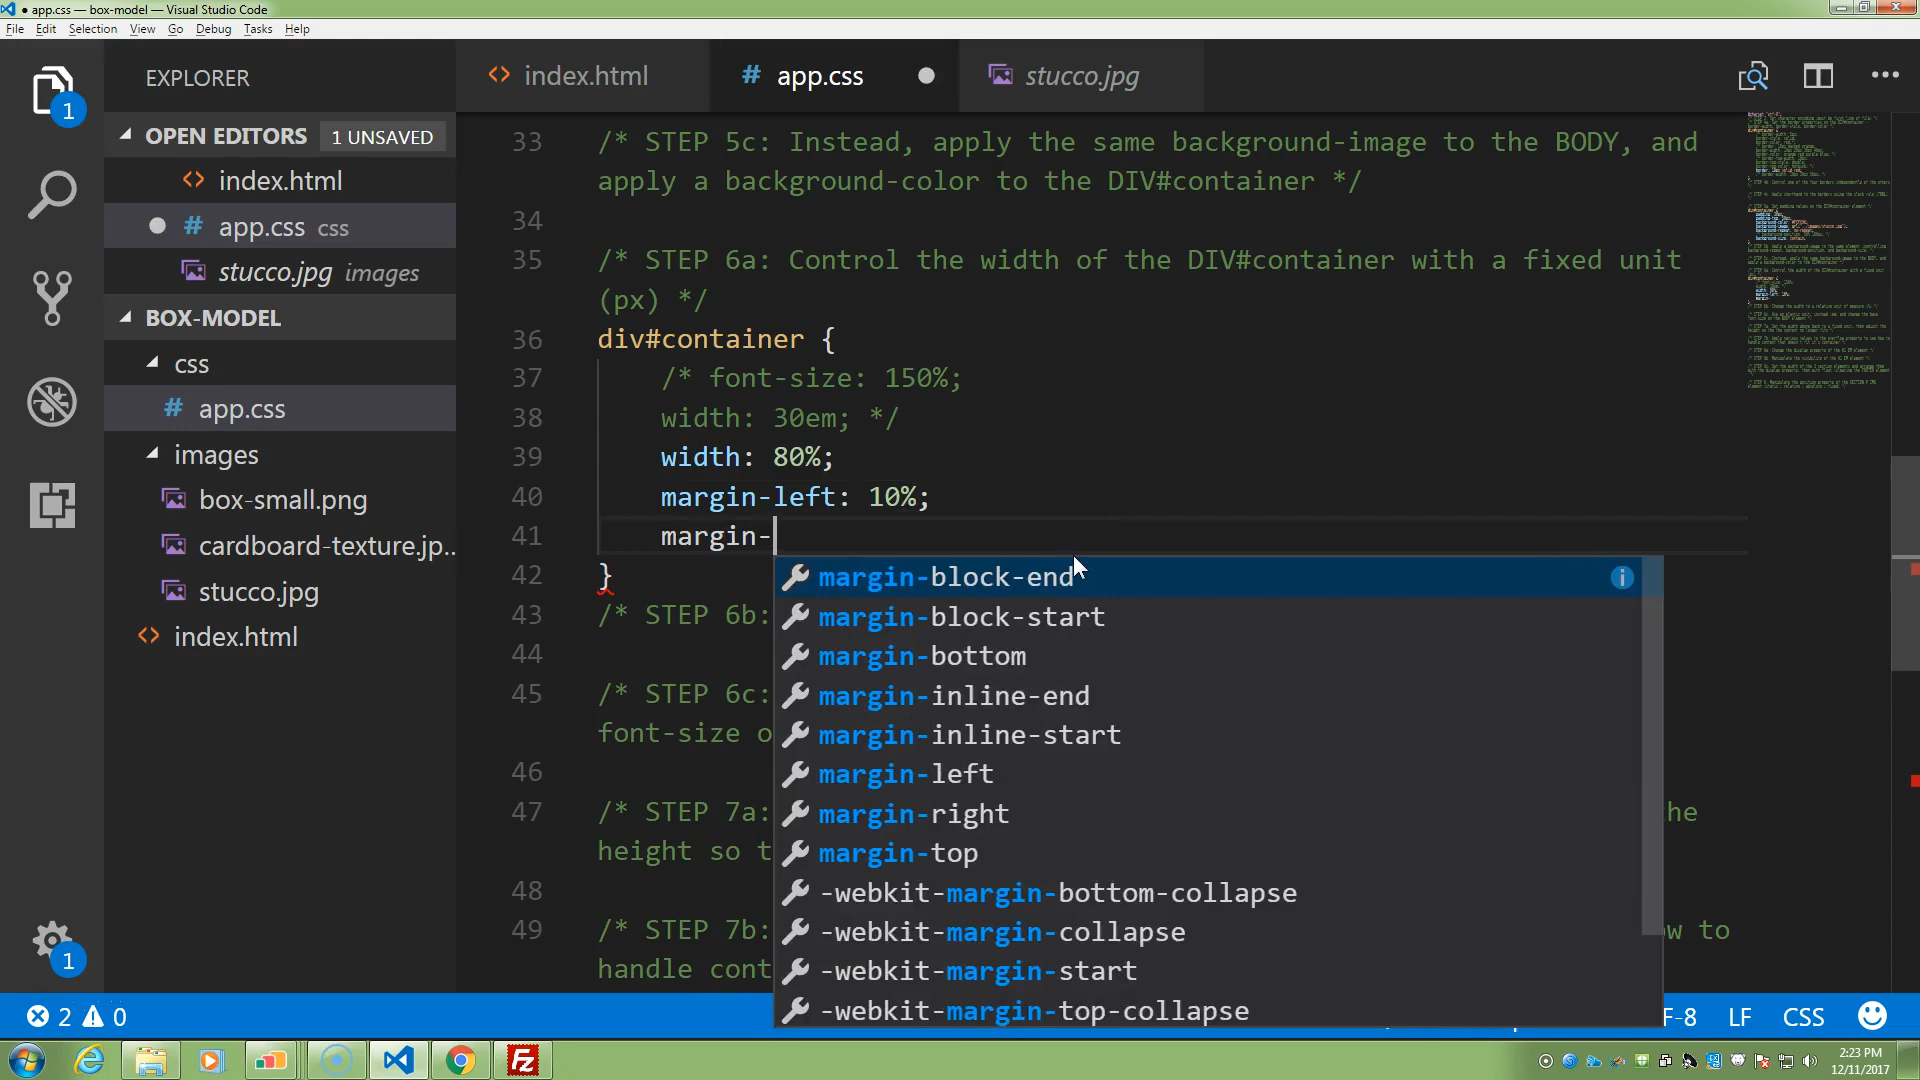 ● app.css — box-model — Visual Studio Code
File Edit Selection View Go Debug Tasks Help
EXPLORER
index.html
# app.css
stucco.jpg
OPEN EDITORS 1 UNSAVED
index.html
# app.css css
stucco.jpg images
BOX-MODEL
css
# app.css
images
box-small.png
cardboard-texture.jp...
stucco.jpg
index.html
1
1
33 /* STEP 5c: Instead, apply the same background-image to the BODY, and
apply a background-color to the DIV#container */
34
35 /* STEP 6a: Control the width of the DIV#container with a fixed unit
(px) */
36 div#container {
37 /* font-size: 150%;
38 width: 30em; */
39 width: 80%;
40 margin-left: 10%;
41 margin-
42 }
43 /* STEP 6b:
44
45 /* STEP 6c:
font-size o
46
47 /* STEP 7a: he
height so t
48
49 /* STEP 7b: ow to
handle cont
margin-block-end
margin-block-start
margin-bottom
margin-inline-end
margin-inline-start
margin-left
margin-right
margin-top
-webkit-margin-bottom-collapse
-webkit-margin-collapse
-webkit-margin-start
-webkit-margin-top-collapse
2 0
F-8 LF CSS
2:23 PM
12/11/2017